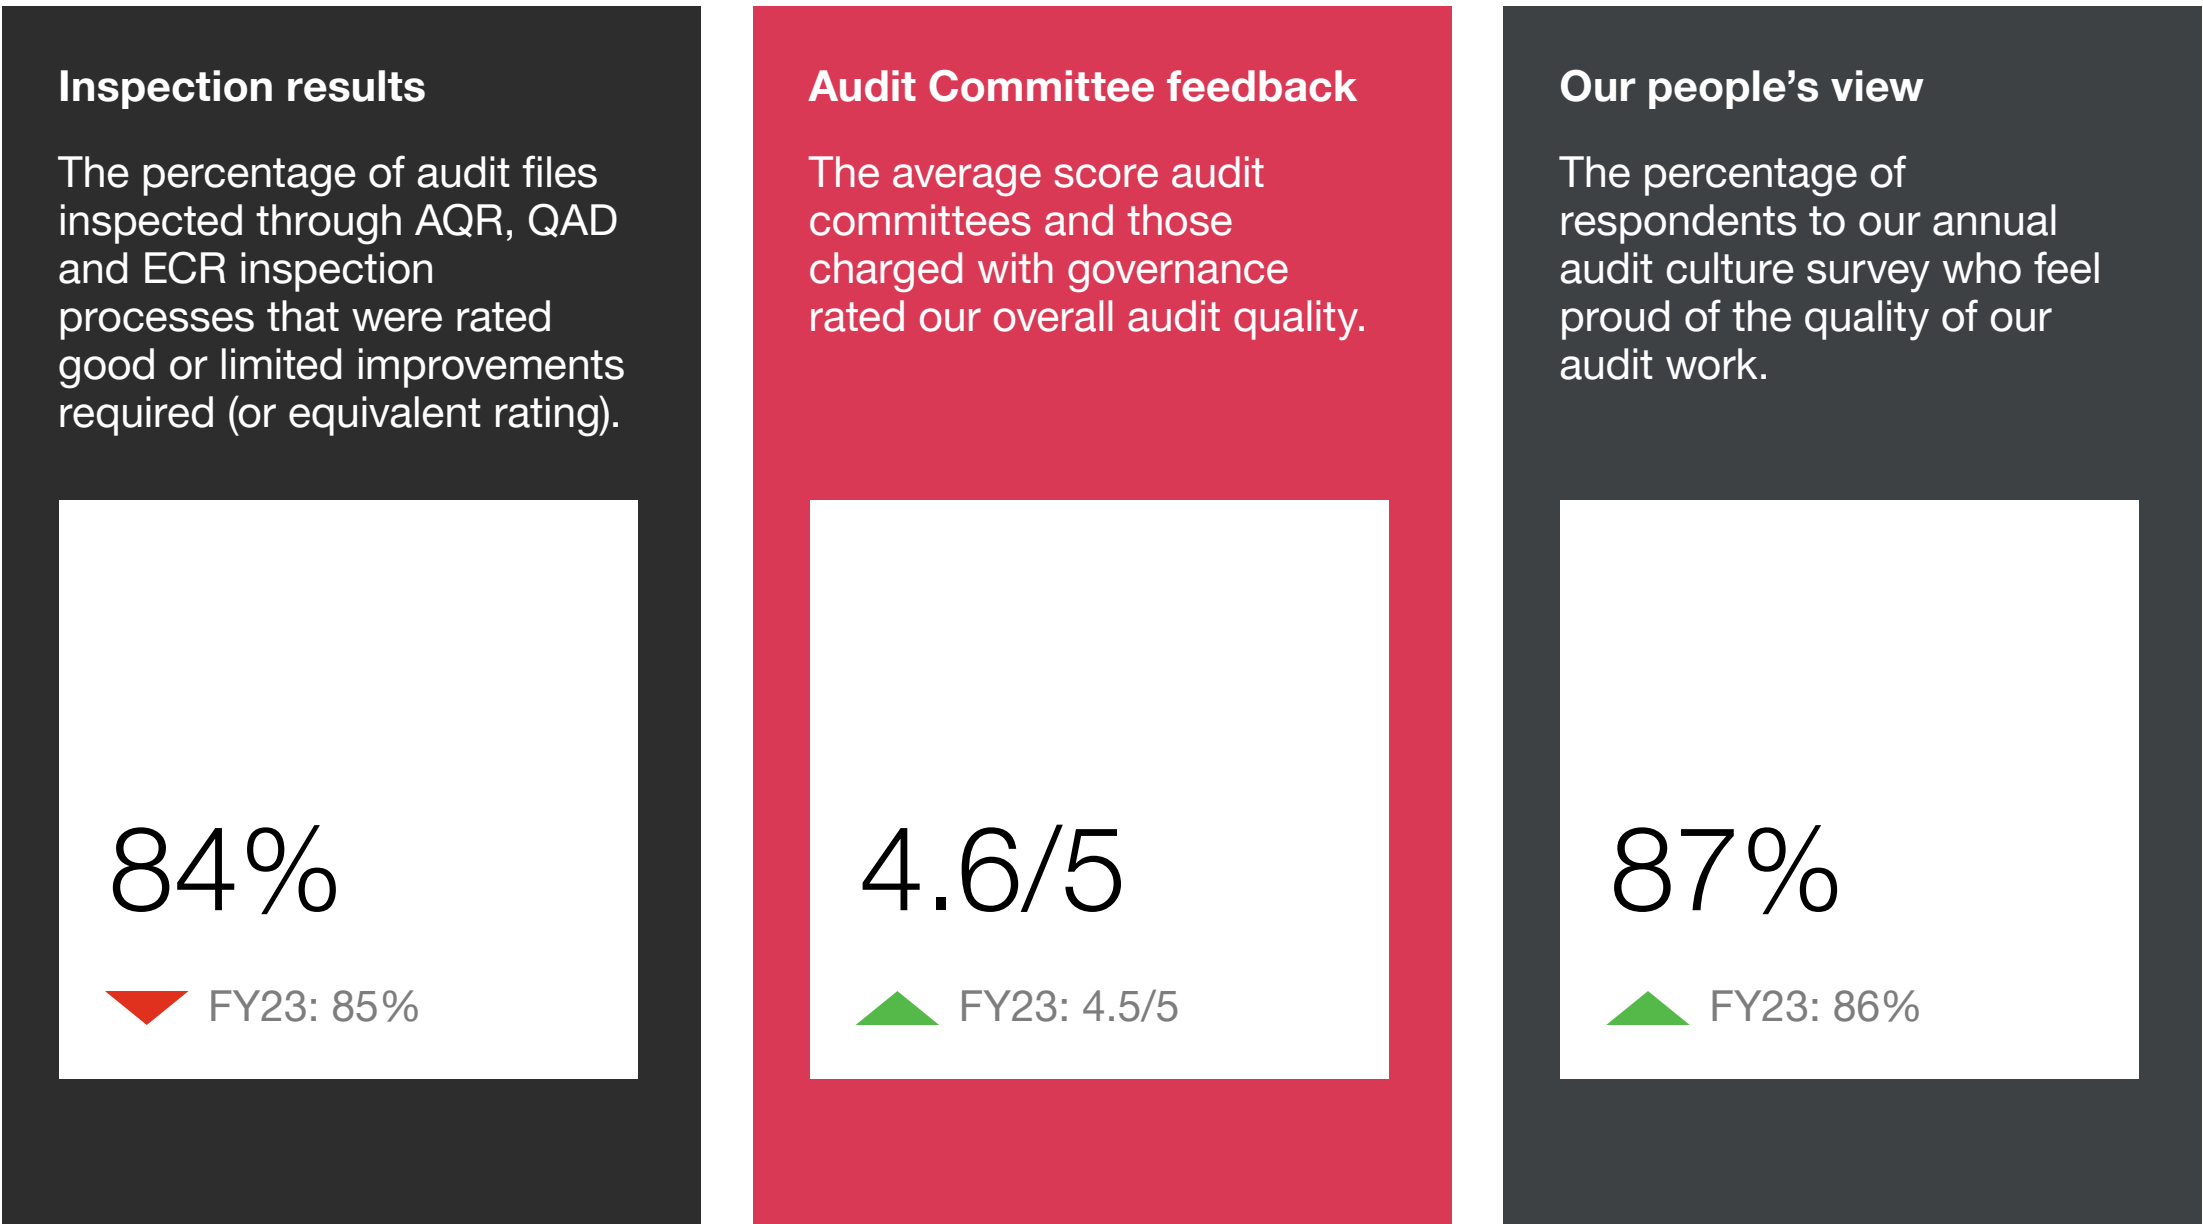 Inspection results
The percentage of audit files
inspected through AQR, QAD
and ECR inspection
processes that were rated
good or limited improvements
required (or equivalent rating).
84%
FY23: 85%
Audit Committee feedback
The average score audit
committees and those
charged with governance
rated our overall audit quality.
4.6/5
FY23: 4.5/5
Our people’s view
The percentage of
respondents to our annual
audit culture survey who feel
proud of the quality of our
audit work.
87%
FY23: 86%